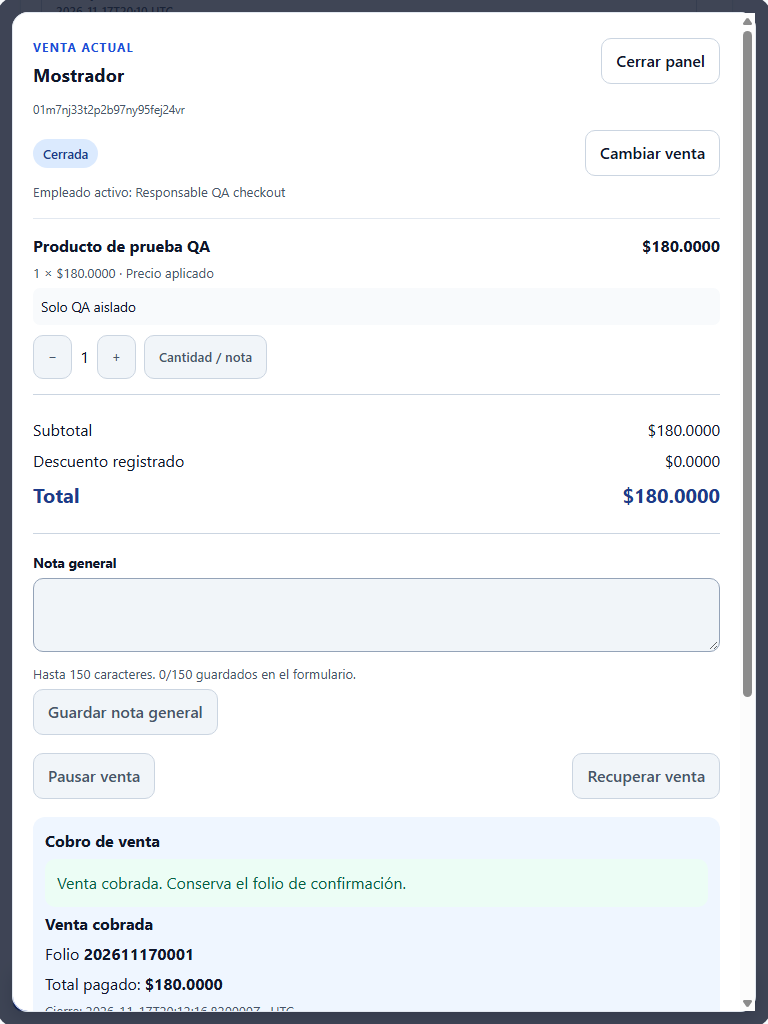 VENTA ACTUAL
Mostrador
Cerrar panel
01m7nj33t2p2b97ny95fej24vr
Cerrada
Cambiar venta
Empleado activo: Responsable QA checkout
Producto de prueba QA $180.0000
1 × $180.0000 · Precio aplicado
Solo QA aislado
− 1 + Cantidad / nota
Subtotal $180.0000
Descuento registrado $0.0000
Total $180.0000
Nota general
Hasta 150 caracteres. 0/150 guardados en el formulario.
Guardar nota general
Pausar venta Recuperar venta
Cobro de venta
Venta cobrada. Conserva el folio de confirmación.
Venta cobrada
Folio 202611170001
Total pagado: $180.0000